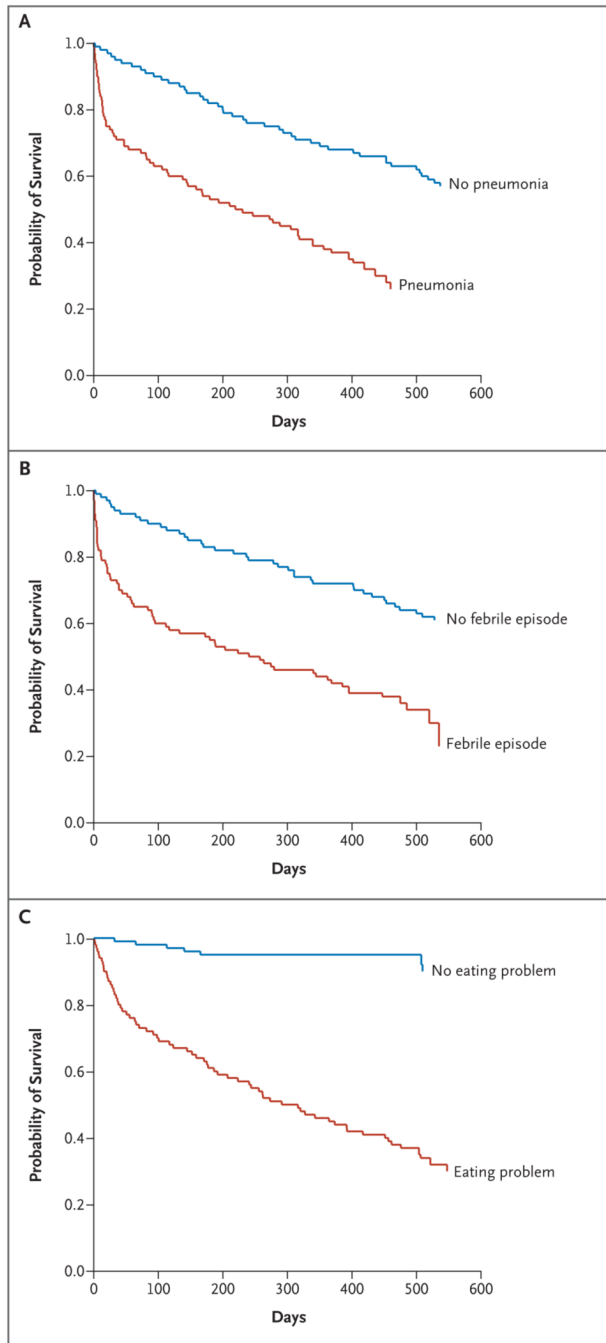 A
1.0
0.8
0.6
0.4
0.2
0.0
Probability of Survival
No pneumonia
Pneumonia
0 100 200 300 400 500 600
Days
B
1.0
0.8
0.6
0.4
0.2
0.0
Probability of Survival
No febrile episode
Febrile episode
0 100 200 300 400 500 600
Days
C
1.0
0.8
0.6
0.4
0.2
0.0
Probability of Survival
No eating problem
Eating problem
0 100 200 300 400 500 600
Days